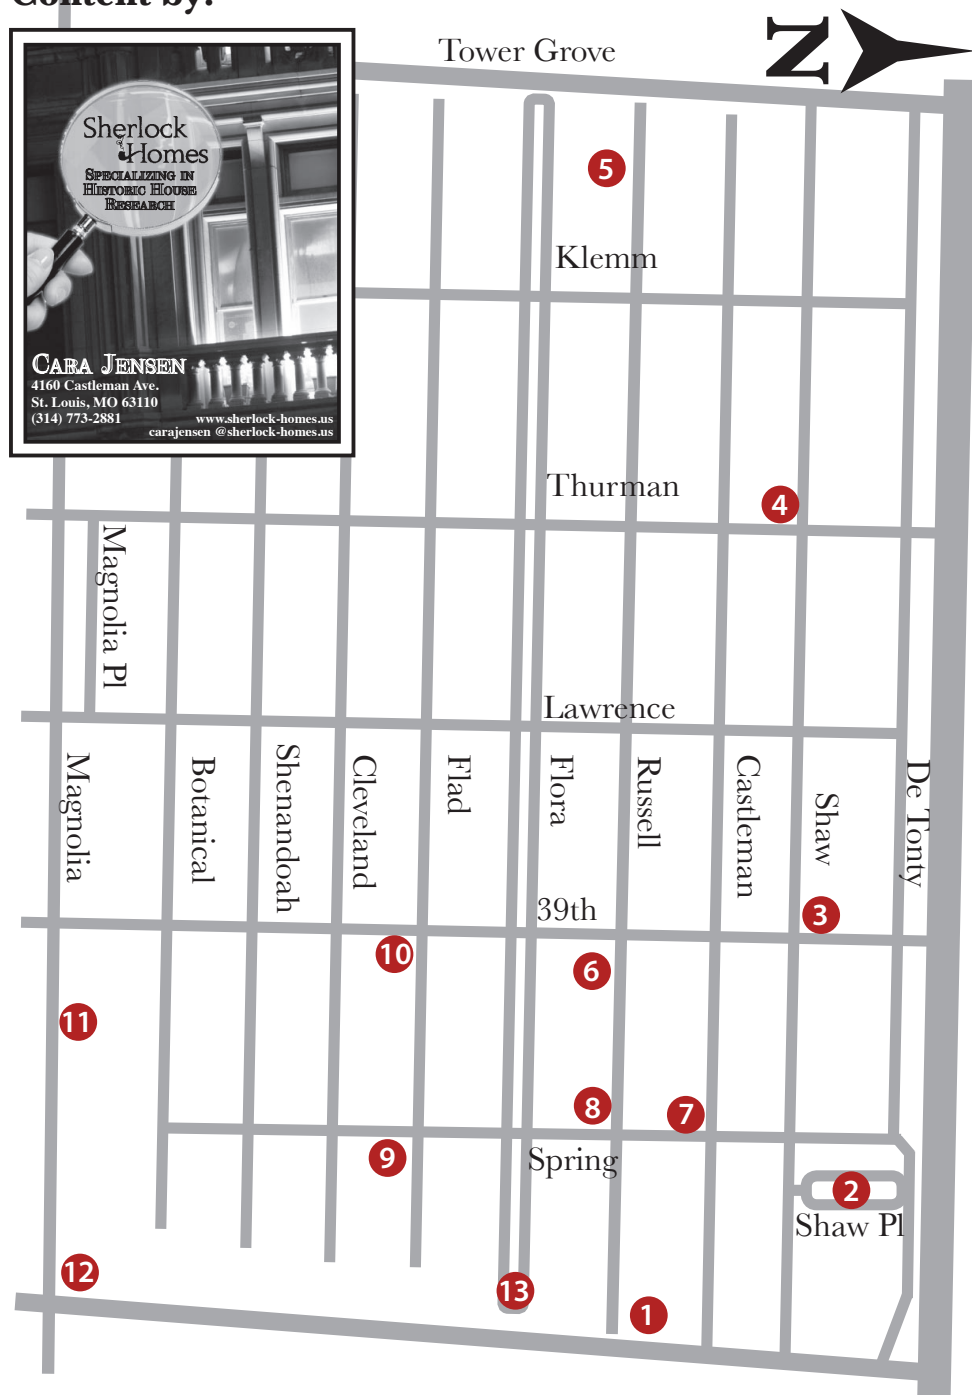 Content by:
Tower Grove
N
Sherlock
Homes
Specializing in
Historic House
Research
Cara Jensen
4160 Castleman Ave.
St. Louis, MO 63110
(314) 773-2881
www.sherlock-homes.us
carajensen @sherlock-homes.us
5
Klemm
Thurman
4
Magnolia Pl
Lawrence
Magnolia
Botanical
Shenandoah
Cleveland
Flad
Flora
Russell
Castleman
Shaw
De Tonty
39th
3
10
6
11
8
7
9
Spring
2
Shaw Pl
12
13
1